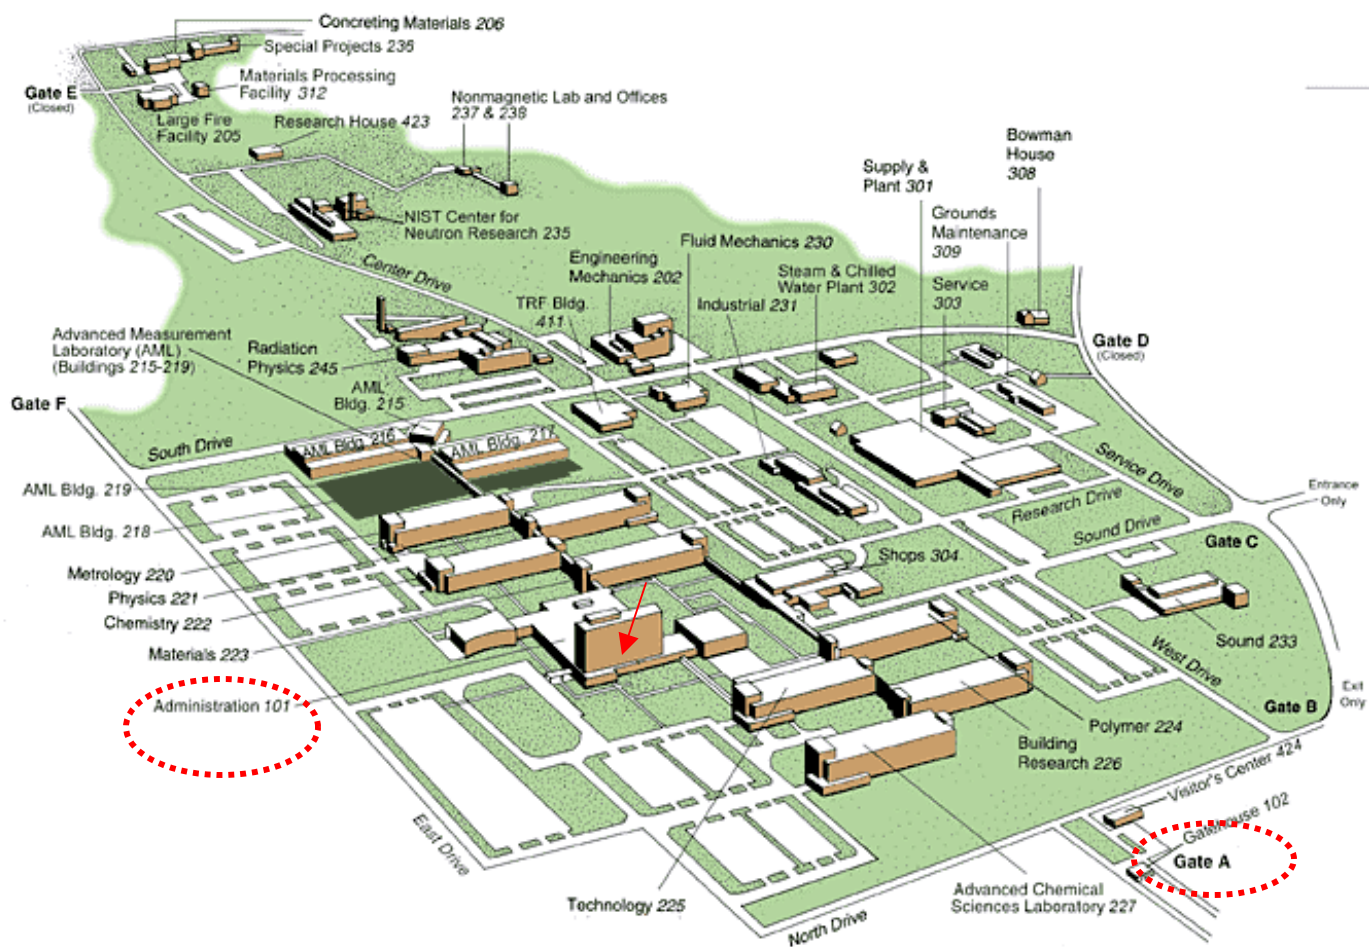 Concreting Materials 206
Special Projects 236
Materials Processing
Facility 312
Gate E
(Closed)
Large Fire
Facility 205
Research House 423
Nonmagnetic Lab and Offices
237 & 238
Bowman
House
308
Supply &
Plant 301
Grounds
Maintenance
309
NIST Center for
Neutron Research 235
Center Drive
Engineering
Mechanics 202
Fluid Mechanics 230
Steam & Chilled
Water Plant 302
Service
303
TRF Bldg.
411
Industrial 231
Advanced Measurement
Laboratory (AML)
(Buildings 215-219)
Radiation
Physics 245
AML
Bldg. 215
Gate D
(Closed)
Gate F
South Drive
AML Bldg. 216
AML Bldg. 217
AML Bldg. 219
AML Bldg. 218
Service Drive
Research Drive
Sound Drive
Entrance
Only
Gate C
Metrology 220
Physics 221
Chemistry 222
Materials 223
Shops 304
Sound 233
West Drive
Administration 101
Exit
Only
Gate B
Polymer 224
Building
Research 226
Visitor's Center 424
Gatehouse 102
Gate A
East Drive
Technology 225
Advanced Chemical
Sciences Laboratory 227
North Drive